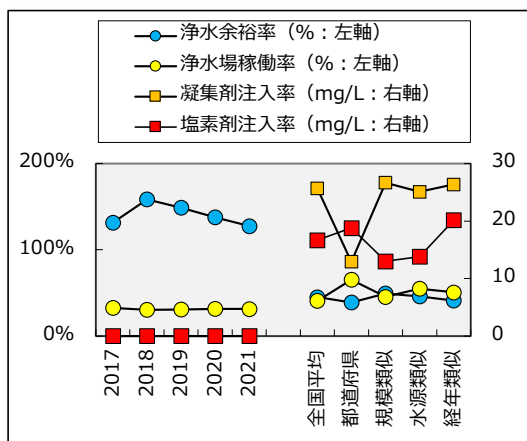 浄水余裕率（%：左軸）
浄水場稼働率（%：左軸）
凝集剤注入率（mg/L：右軸）
塩素剤注入率（mg/L：右軸）
200%
100%
0%
30
20
10
0
2017
2018
2019
2020
2021
全国平均
都道府県
規模類似
水源類似
経年類似